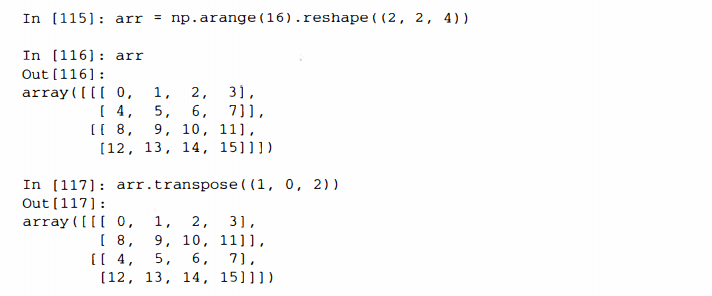 In [115]: arr = np.arange(16).reshape((2, 2, 4))
In [116]: arr
Out[116]:
array([[[ 0,  1,  2,  3],
        [ 4,  5,  6,  7]],
       [[ 8,  9, 10, 11],
        [12, 13, 14, 15]]])
In [117]: arr.transpose((1, 0, 2))
Out[117]:
array([[[ 0,  1,  2,  3],
        [ 8,  9, 10, 11]],
       [[ 4,  5,  6,  7],
        [12, 13, 14, 15]]])